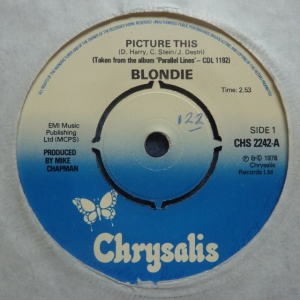 PICTURE THIS
(D. Harry, C. Stein/J. Destri)
(Taken from the album 'Parallel Lines' – CDL 1192)
BLONDIE
Time: 2.53
122
EMI Music
Publishing
Ltd (MCPS)
PRODUCED
BY MIKE
CHAPMAN
SIDE 1
CHS 2242-A
℗ & © 1978
Chrysalis
Records Ltd
Chrysalis